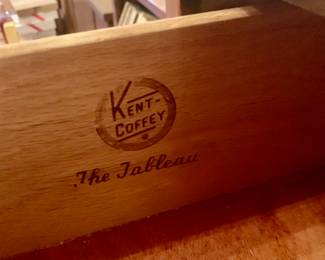 KENT-
COFFEY
The Tableau